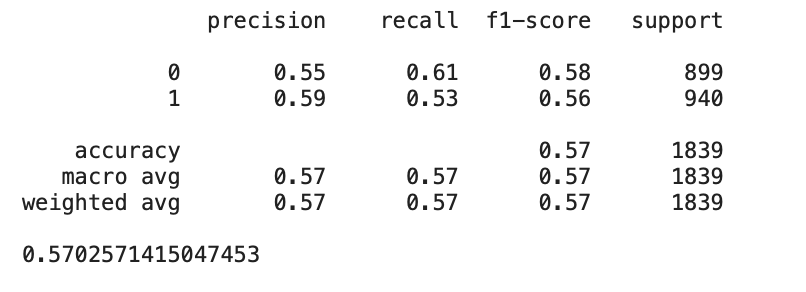 precision recall f1-score support
0 0.55 0.61 0.58 899
1 0.59 0.53 0.56 940
accuracy 0.57 1839
macro avg 0.57 0.57 0.57 1839
weighted avg 0.57 0.57 0.57 1839
0.5702571415047453